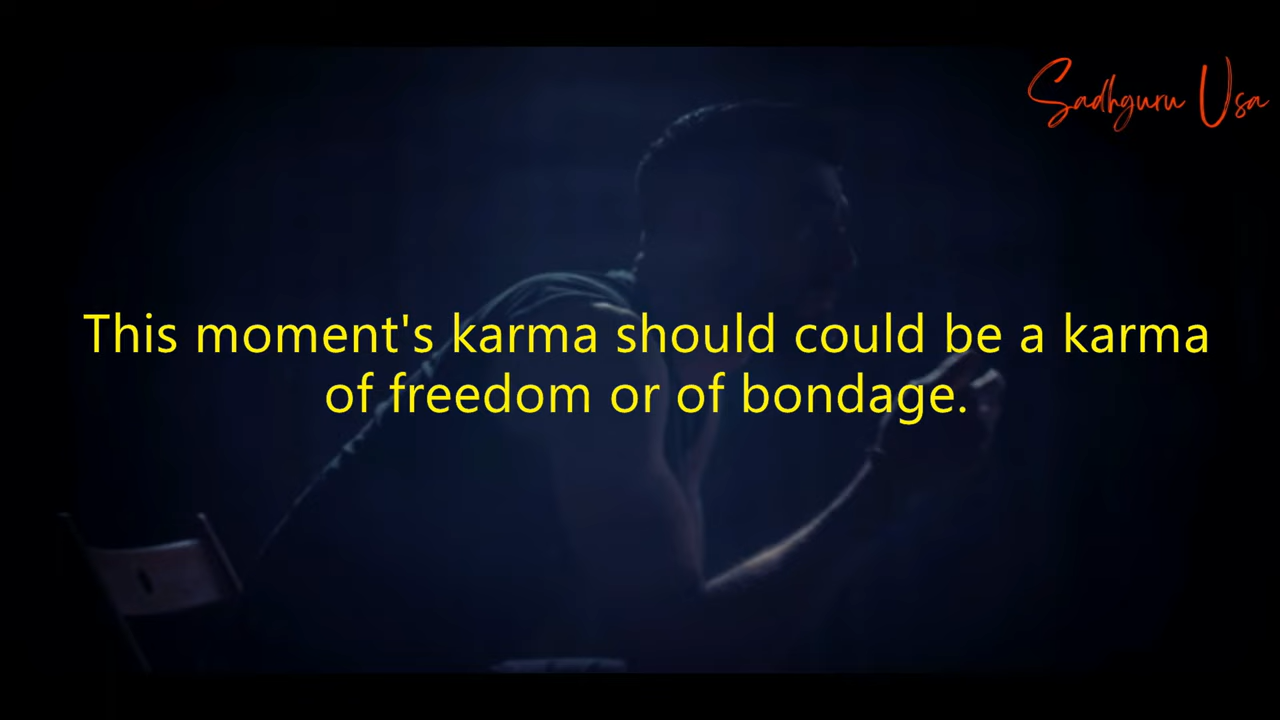 Sadhguru Usa
This moment's karma should could be a karma
of freedom or of bondage.